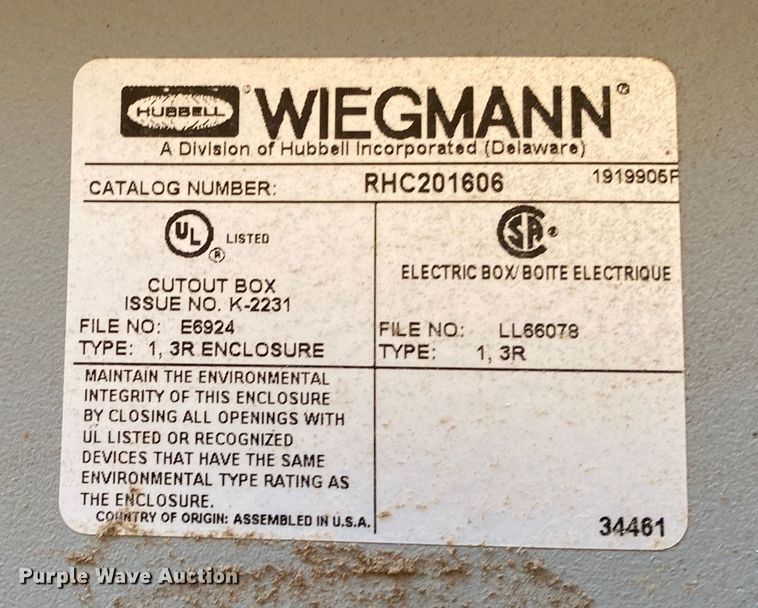 HUBBELL ® WIEGMANN ®
A Division of Hubbell Incorporated (Delaware)
CATALOG NUMBER: RHC201606 1919905F
UL LISTED ®
CUTOUT BOX
ISSUE NO. K-2231
FILE NO: E6924
TYPE: 1, 3R ENCLOSURE
SA ®
ELECTRIC BOX/BOITE ELECTRIQUE
FILE NO: LL66078
TYPE: 1, 3R
MAINTAIN THE ENVIRONMENTAL
INTEGRITY OF THIS ENCLOSURE
BY CLOSING ALL OPENINGS WITH
UL LISTED OR RECOGNIZED
DEVICES THAT HAVE THE SAME
ENVIRONMENTAL TYPE RATING AS
THE ENCLOSURE.
COUNTRY OF ORIGIN: ASSEMBLED IN U.S.A.
34461
Purple Wave Auction